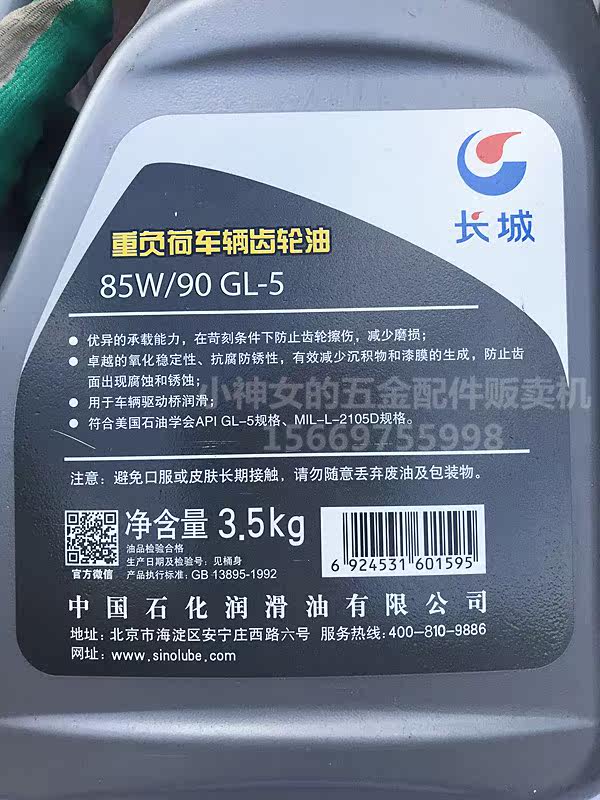 长城
重负荷车辆齿轮油
85W/90 GL-5
● 优异的承载能力，在苛刻条件下防止齿轮擦伤，减少磨损；
● 卓越的氧化稳定性、抗腐防锈性，有效减少沉积物和漆膜的生成，防止齿
面出现腐蚀和锈蚀；
● 用于车辆驱动桥润滑；
● 符合美国石油学会API GL-5规格、MIL-L-2105D规格。
小神女的五金配件贩卖机
15669755998
注意：避免口服或皮肤长期接触，请勿随意丢弃废油及包装物。
净含量 3.5kg
油品检验合格
生产日期及检验号：见桶身
产品执行标准：GB 13895-1992
官方微信
6 924531 601595
中国石化润滑油有限公司
地址：北京市海淀区安宁庄西路六号 服务热线：400-810-9886
网址：www.sinolube.com